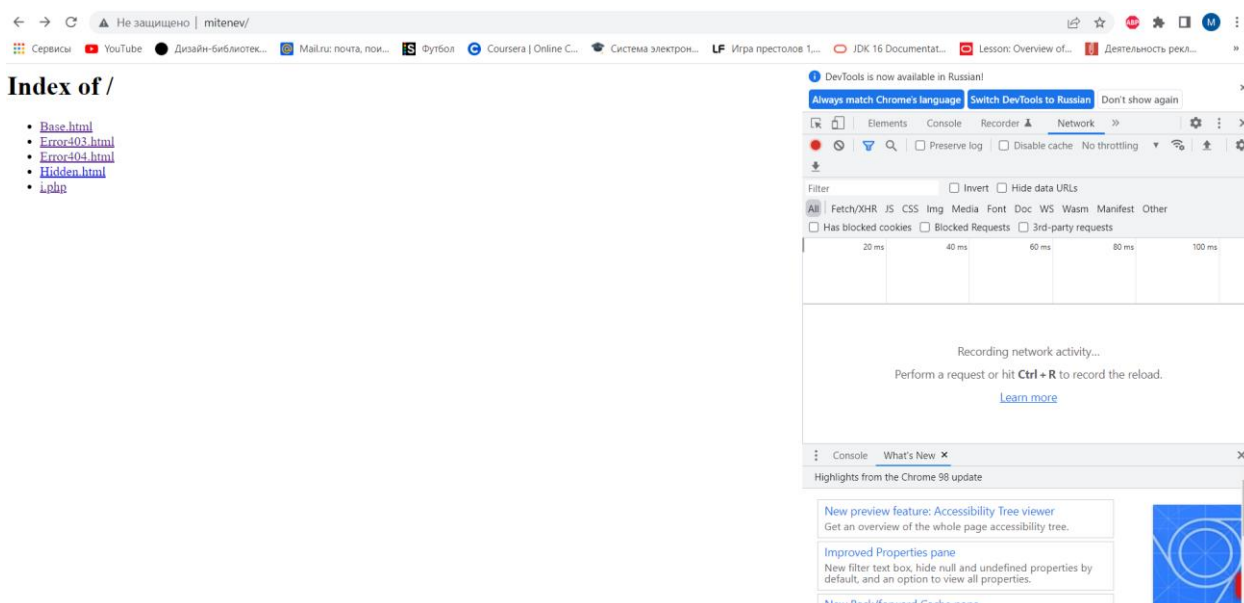 Не защищено | mitenev/
ABP
M
Сервисы YouTube Дизайн-библиотек... Mail.ru: почта, пои... Футбол Coursera | Online C... Система электрон... LF Игра престолов 1,... JDK 16 Documentat... Lesson: Overview of... Деятельность рекл... »
Index of /
Base.html
Error403.html
Error404.html
Hidden.html
i.php
DevTools is now available in Russian!
Always match Chrome's language Switch DevTools to Russian Don't show again
Elements Console Recorder Network »
Preserve log Disable cache No throttling
Filter Invert Hide data URLs
All Fetch/XHR JS CSS Img Media Font Doc WS Wasm Manifest Other
Has blocked cookies Blocked Requests 3rd-party requests
20 ms 40 ms 60 ms 80 ms 100 ms
Recording network activity...
Perform a request or hit Ctrl + R to record the reload.
Learn more
Console What's New ×
Highlights from the Chrome 98 update
New preview feature: Accessibility Tree viewer
Get an overview of the whole page accessibility tree.
Improved Properties pane
New filter text box, hide null and undefined properties by
default, and an option to view all properties.